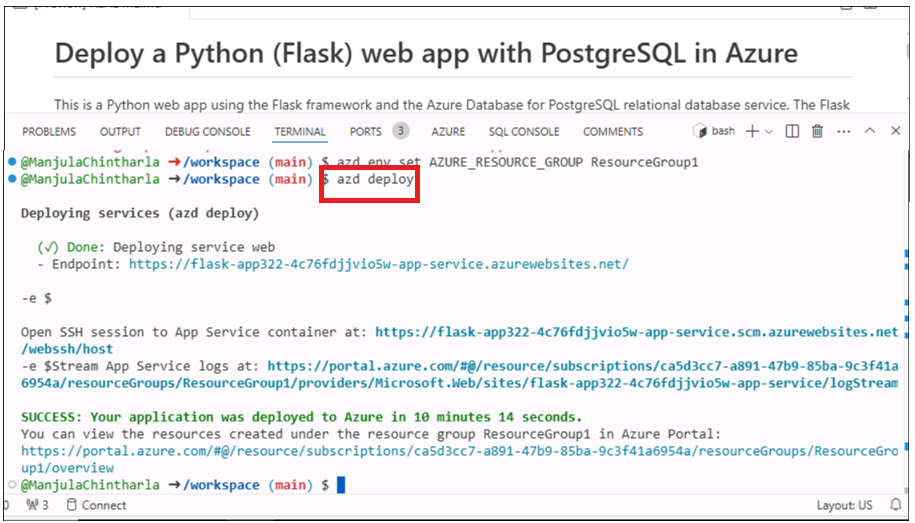 Deploy a Python (Flask) web app with PostgreSQL in Azure
This is a Python web app using the Flask framework and the Azure Database for PostgreSQL relational database service. The Flask
PROBLEMS OUTPUT DEBUG CONSOLE TERMINAL PORTS 3 AZURE SQL CONSOLE COMMENTS bash
@ManjulaChintharla ➜/workspace (main) $ azd env set AZURE_RESOURCE_GROUP ResourceGroup1
@ManjulaChintharla ➜/workspace (main) $ azd deploy
Deploying services (azd deploy)
(✓) Done: Deploying service web
- Endpoint: https://flask-app322-4c76fdjjvio5w-app-service.azurewebsites.net/
-e $
Open SSH session to App Service container at: https://flask-app322-4c76fdjjvio5w-app-service.scm.azurewebsites.net
/webssh/host
-e $Stream App Service logs at: https://portal.azure.com/#@/resource/subscriptions/ca5d3cc7-a891-47b9-85ba-9c3f41a
6954a/resourceGroups/ResourceGroup1/providers/Microsoft.Web/sites/flask-app322-4c76fdjjvio5w-app-service/logStream
SUCCESS: Your application was deployed to Azure in 10 minutes 14 seconds.
You can view the resources created under the resource group ResourceGroup1 in Azure Portal:
https://portal.azure.com/#@/resource/subscriptions/ca5d3cc7-a891-47b9-85ba-9c3f41a6954a/resourceGroups/ResourceGro
up1/overview
@ManjulaChintharla ➜/workspace (main) $
0 3 Connect Layout: US